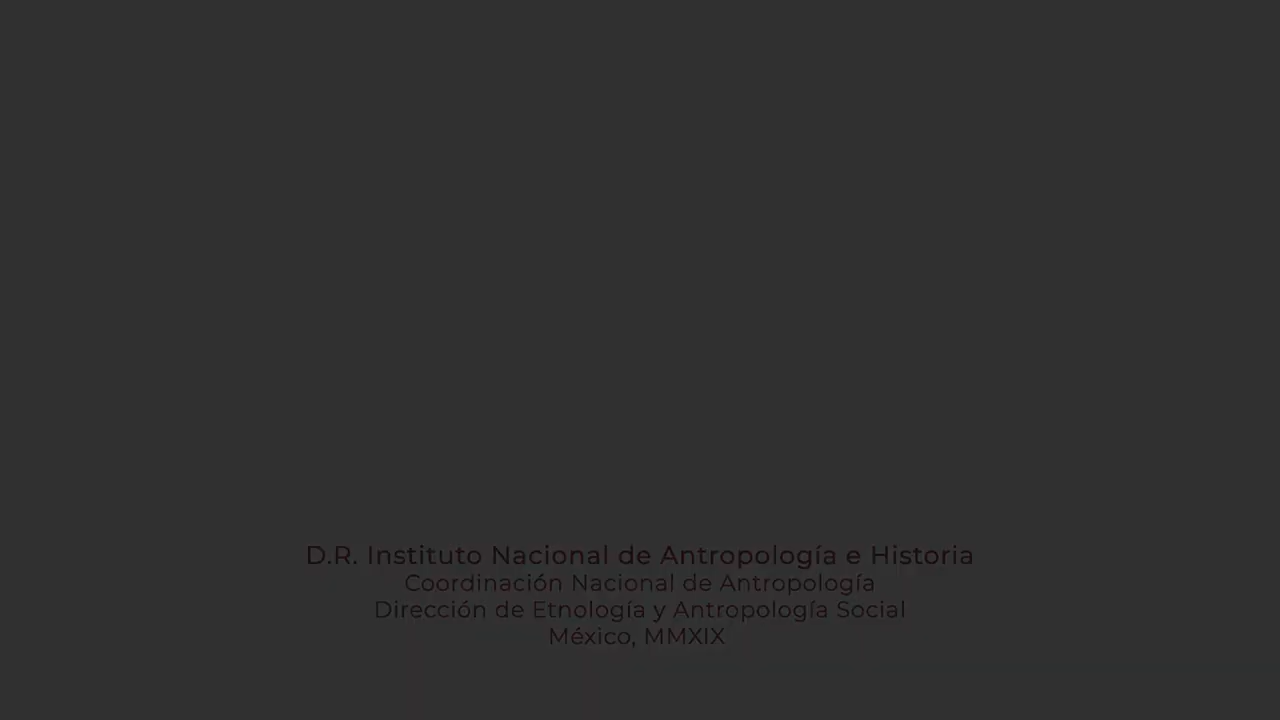 D.R. Instituto Nacional de Antropología e Historia
Coordinación Nacional de Antropología
Dirección de Etnología y Antropología Social
México, MMXIX